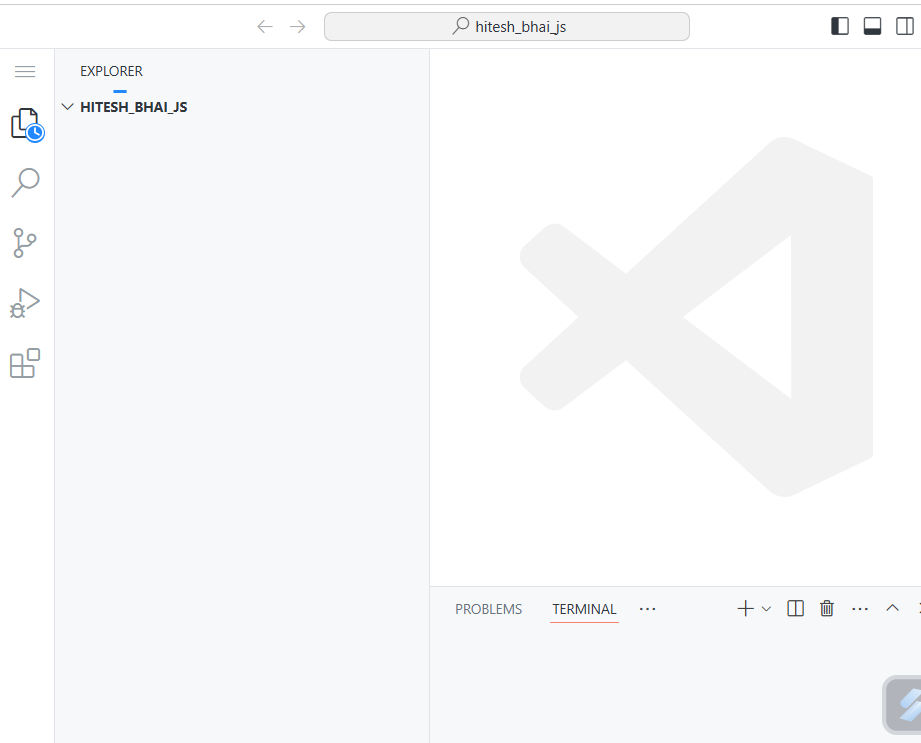 hitesh_bhai_js
EXPLORER
HITESH_BHAI_JS
PROBLEMS TERMINAL